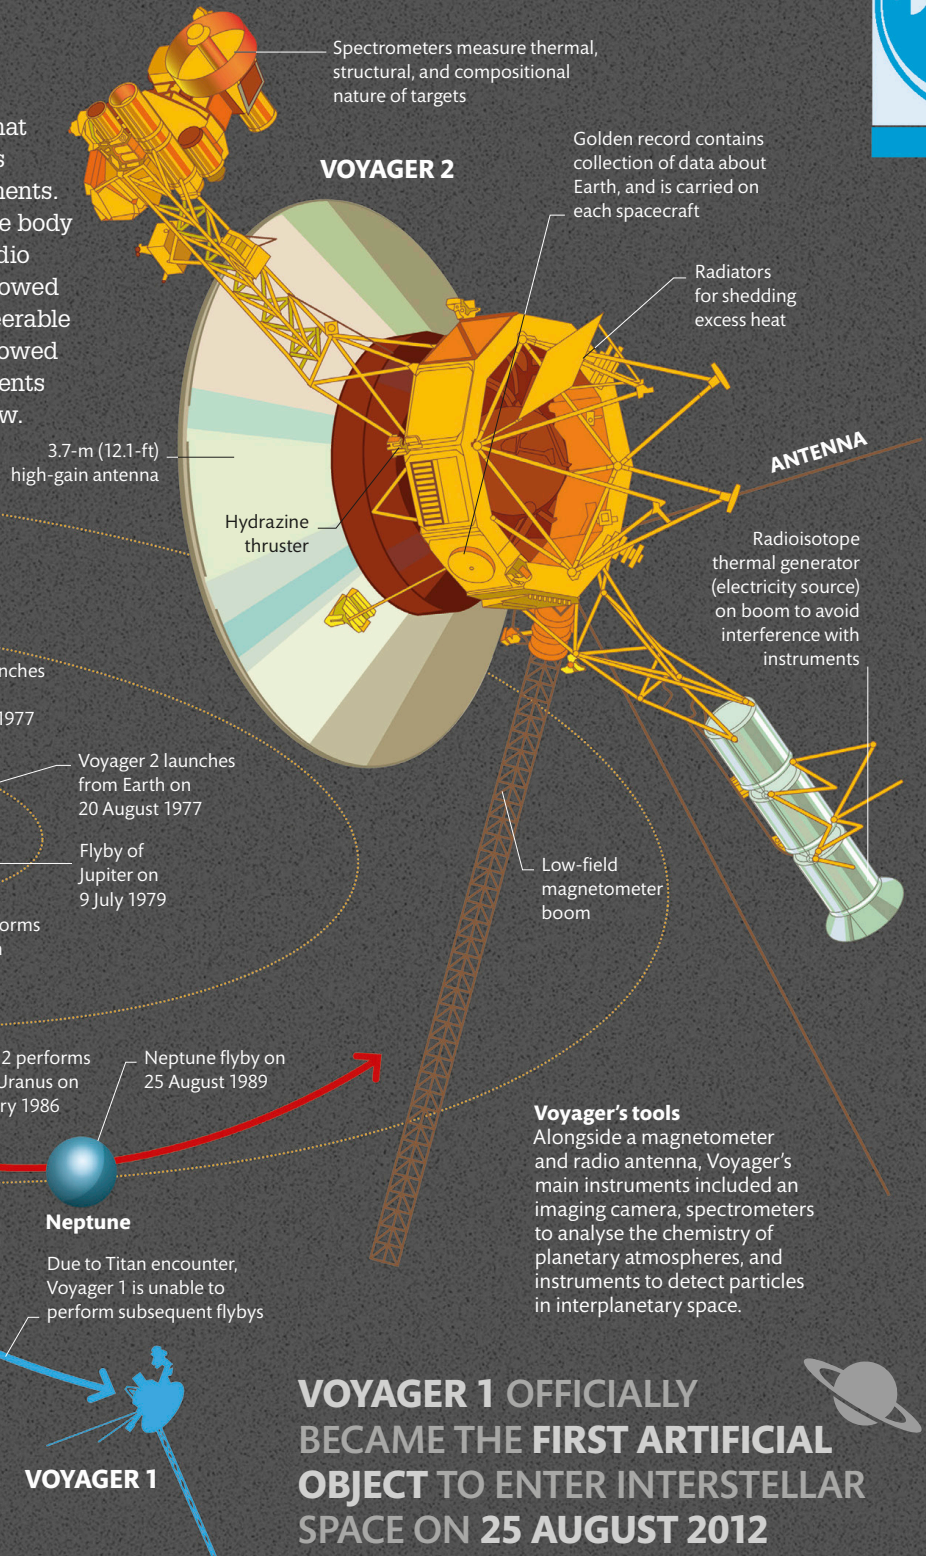 Spectrometers measure thermal,
structural, and compositional
nature of targets
VOYAGER 2
Golden record contains
collection of data about
Earth, and is carried on
each spacecraft
Radiators
for shedding
excess heat
body
3.7-m (12.1-ft)
high-gain antenna
ANTENNA
Hydrazine
thruster
Radioisotope
thermal generator
(electricity source)
on boom to avoid
interference with
instruments
1977
Voyager 2 launches
from Earth on
20 August 1977
Flyby of
Jupiter on
9 July 1979
Low-field
magnetometer
boom
2 performs
Uranus on
1986
Neptune flyby on
25 August 1989
Neptune
Voyager's tools
Alongside a magnetometer
and radio antenna, Voyager's
main instruments included an
imaging camera, spectrometers
to analyse the chemistry of
planetary atmospheres, and
instruments to detect particles
in interplanetary space.
Due to Titan encounter,
Voyager 1 is unable to
perform subsequent flybys
VOYAGER 1
VOYAGER 1 OFFICIALLY
BECAME THE FIRST ARTIFICIAL
OBJECT TO ENTER INTERSTELLAR
SPACE ON 25 AUGUST 2012